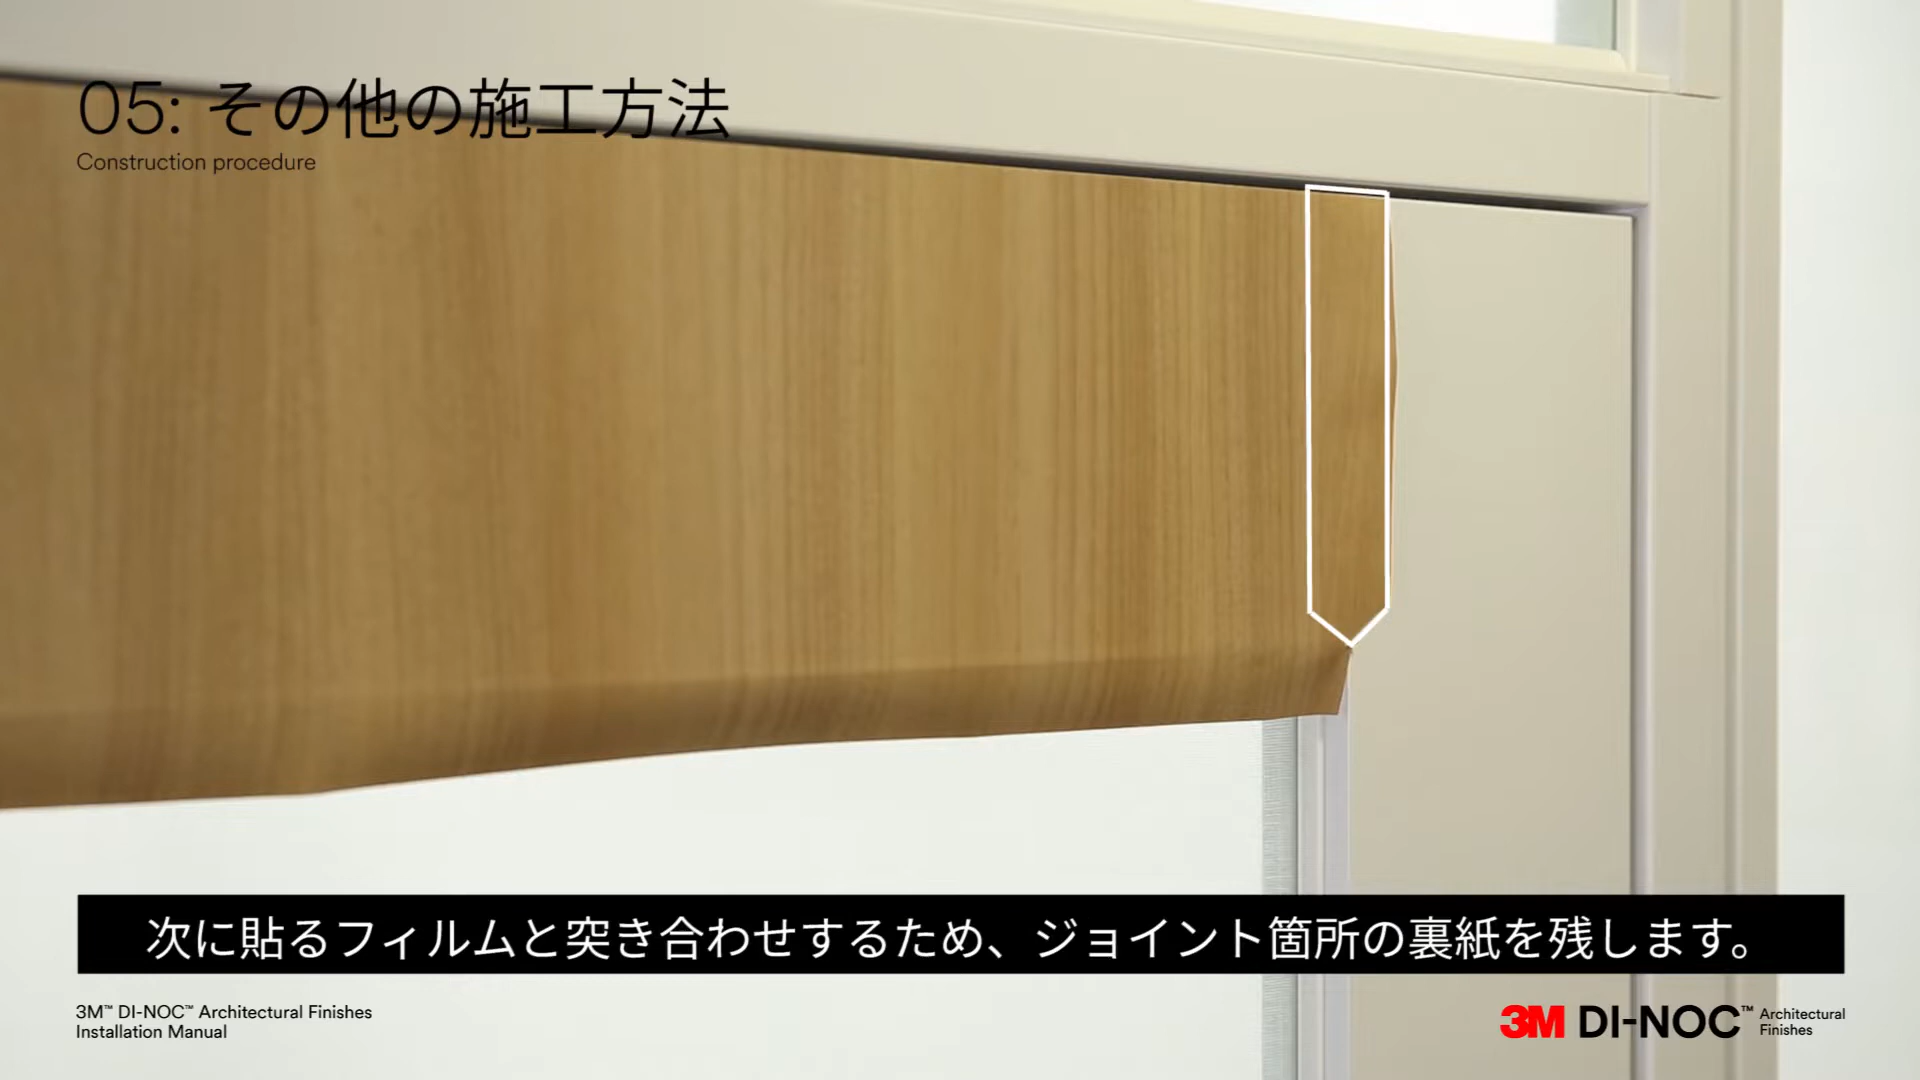 05: その他の施工方法
Construction procedure
次に貼るフィルムと突き合わせするため、ジョイント箇所の裏紙を残します。
3M™ DI-NOC™ Architectural Finishes
Installation Manual
3M DI-NOC™ Architectural
Finishes